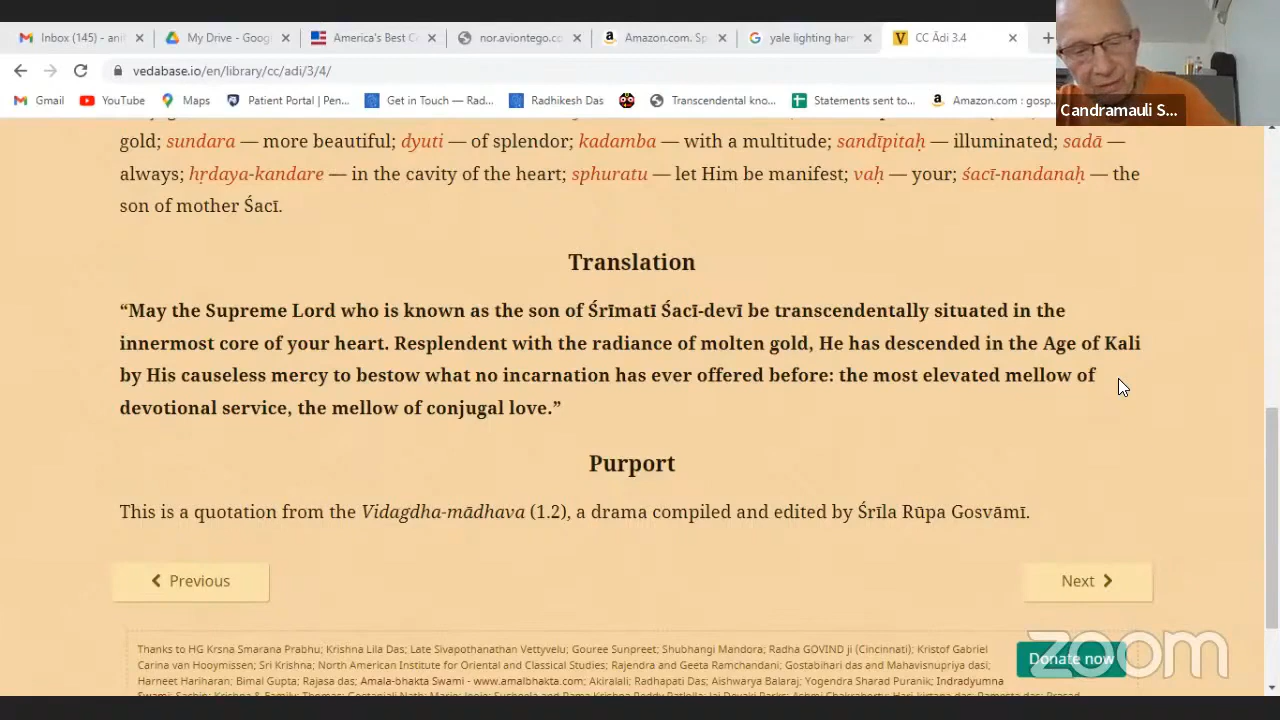 Inbox (145) - ani
My Drive - Goog
America's Best C
nor.aviontego.co
Amazon.com. Sp
yale lighting har
CC Ādi 3.4
vedabase.io/en/library/cc/adi/3/4/
Gmail YouTube Maps Patient Portal | Pen... Get in Touch — Rad... Radhikesh Das Transcendental kno... Statements sent to... Amazon.com : gosp...
Candramauli S...
gold; sundara — more beautiful; dyuti — of splendor; kadamba — with a multitude; sandīpitaḥ — illuminated; sadā —
always; hṛdaya-kandare — in the cavity of the heart; sphuratu — let Him be manifest; vaḥ — your; śacī-nandanaḥ — the
son of mother Śacī.
Translation
“May the Supreme Lord who is known as the son of Śrīmatī Śacī-devī be transcendentally situated in the
innermost core of your heart. Resplendent with the radiance of molten gold, He has descended in the Age of Kali
by His causeless mercy to bestow what no incarnation has ever offered before: the most elevated mellow of
devotional service, the mellow of conjugal love.”
Purport
This is a quotation from the Vidagdha-mādhava (1.2), a drama compiled and edited by Śrīla Rūpa Gosvāmī.
Previous
Next
Thanks to HG Krsna Smarana Prabhu; Krishna Lila Das; Late Sivapothanathan Vettyvelu; Gouree Sunpreet; Shubhangi Mandora; Radha GOVIND ji (Cincinnati); Kristof Gabriel
Carina van Hooymissen; Sri Krishna; North American Institute for Oriental and Classical Studies; Rajendra and Geeta Ramchandani; Gostabihari das and Mahavisnupriya dasi;
Harneet Hariharan; Bimal Gupta; Rajasa das; Amala-bhakta Swami - www.amalbhakta.com; Akiralali; Radhapati Das; Aishwarya Balaraj; Yogendra Sharad Puranik; Indradyumna
Donate now
zoom